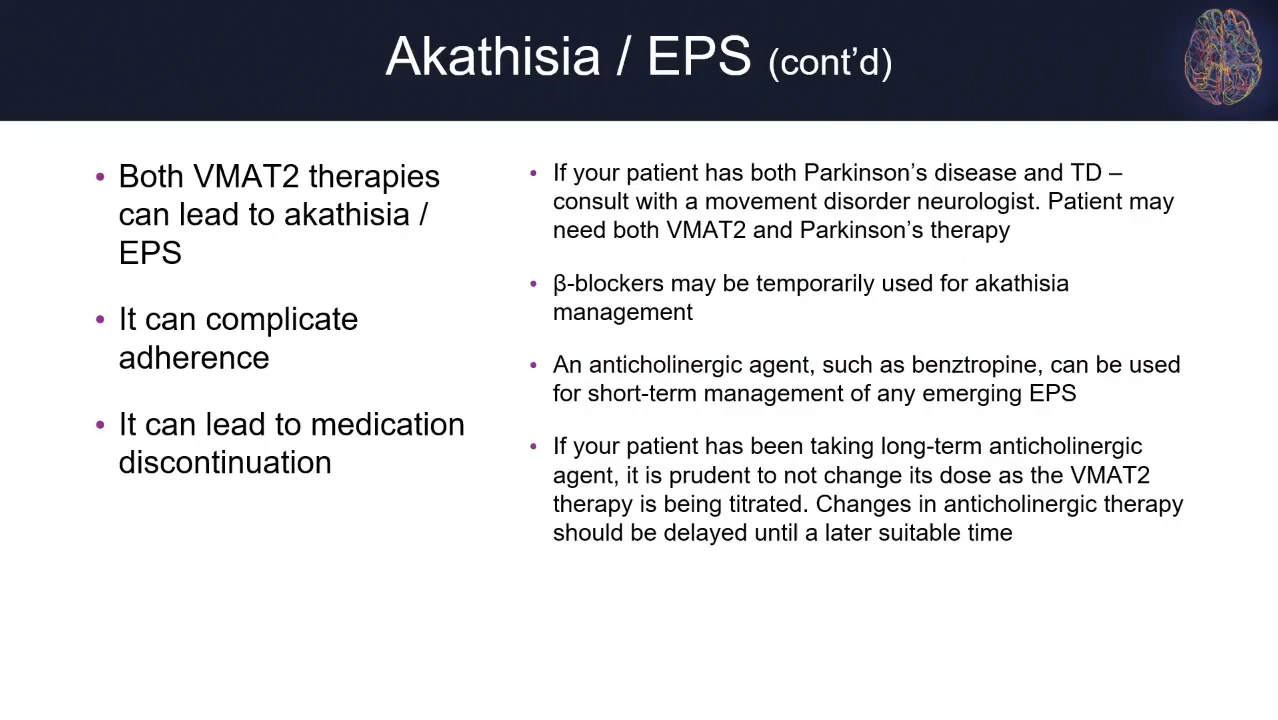 Akathisia / EPS (cont’d)
• Both VMAT2 therapies
can lead to akathisia /
EPS
• It can complicate
adherence
• It can lead to medication
discontinuation
• If your patient has both Parkinson’s disease and TD –
consult with a movement disorder neurologist. Patient may
need both VMAT2 and Parkinson’s therapy
• β-blockers may be temporarily used for akathisia
management
• An anticholinergic agent, such as benztropine, can be used
for short-term management of any emerging EPS
• If your patient has been taking long-term anticholinergic
agent, it is prudent to not change its dose as the VMAT2
therapy is being titrated. Changes in anticholinergic therapy
should be delayed until a later suitable time